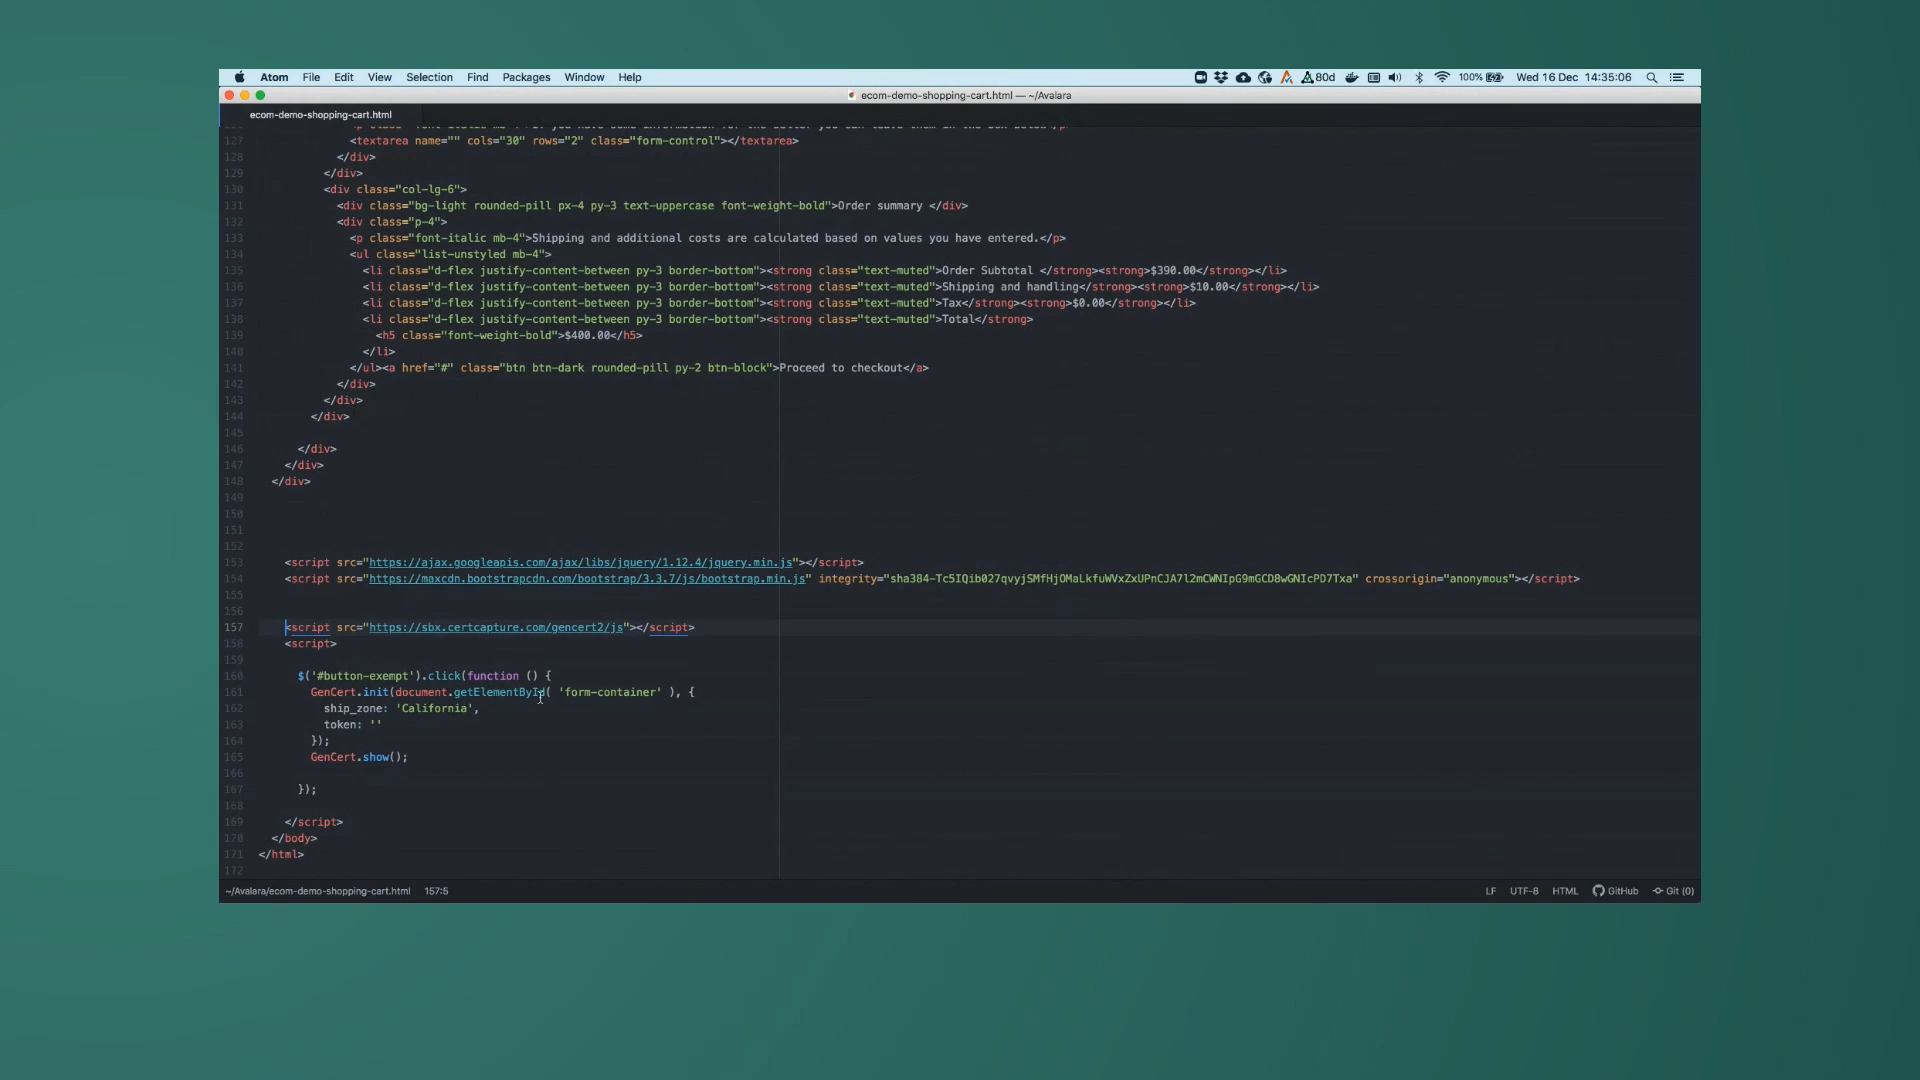 Atom File Edit View Selection Find Packages Window Help 80d 100% Wed 16 Dec 14:35:06
ecom-demo-shopping-cart.html — ~/Avalara
ecom-demo-shopping-cart.html
127 <textarea name="" cols="30" rows="2" class="form-control"></textarea>
128 </div>
129 </div>
130 <div class="col-lg-6">
131 <div class="bg-light rounded-pill px-4 py-3 text-uppercase font-weight-bold">Order summary </div>
132 <div class="p-4">
133 <p class="font-italic mb-4">Shipping and additional costs are calculated based on values you have entered.</p>
134 <ul class="list-unstyled mb-4">
135 <li class="d-flex justify-content-between py-3 border-bottom"><strong class="text-muted">Order Subtotal </strong><strong>$390.00</strong></li>
136 <li class="d-flex justify-content-between py-3 border-bottom"><strong class="text-muted">Shipping and handling</strong><strong>$10.00</strong></li>
137 <li class="d-flex justify-content-between py-3 border-bottom"><strong class="text-muted">Tax</strong><strong>$0.00</strong></li>
138 <li class="d-flex justify-content-between py-3 border-bottom"><strong class="text-muted">Total</strong>
139 <h5 class="font-weight-bold">$400.00</h5>
140 </li>
141 </ul><a href="#" class="btn btn-dark rounded-pill py-2 btn-block">Proceed to checkout</a>
142 </div>
143 </div>
144 </div>
145
146 </div>
147 </div>
148 </div>
149
150
151
152
153 <script src="https://ajax.googleapis.com/ajax/libs/jquery/1.12.4/jquery.min.js"></script>
154 <script src="https://maxcdn.bootstrapcdn.com/bootstrap/3.3.7/js/bootstrap.min.js" integrity="sha384-Tc5IQib027qvyjSMfHjOMaLkfuWVxZxUPnCJA7l2mCWNIpG9mGCD8wGNIcPD7Txa" crossorigin="anonymous"></script>
155
156
157 <script src="https://sbx.certcapture.com/gencert2/js"></script>
158 <script>
159
160 $('#button-exempt').click(function () {
161 GenCert.init(document.getElementById( 'form-container' ), {
162 ship_zone: 'California',
163 token: ''
164 });
165 GenCert.show();
166
167 });
168
169 </script>
170 </body>
171 </html>
172
~/Avalara/ecom-demo-shopping-cart.html 157:5 LF UTF-8 HTML GitHub Git (0)